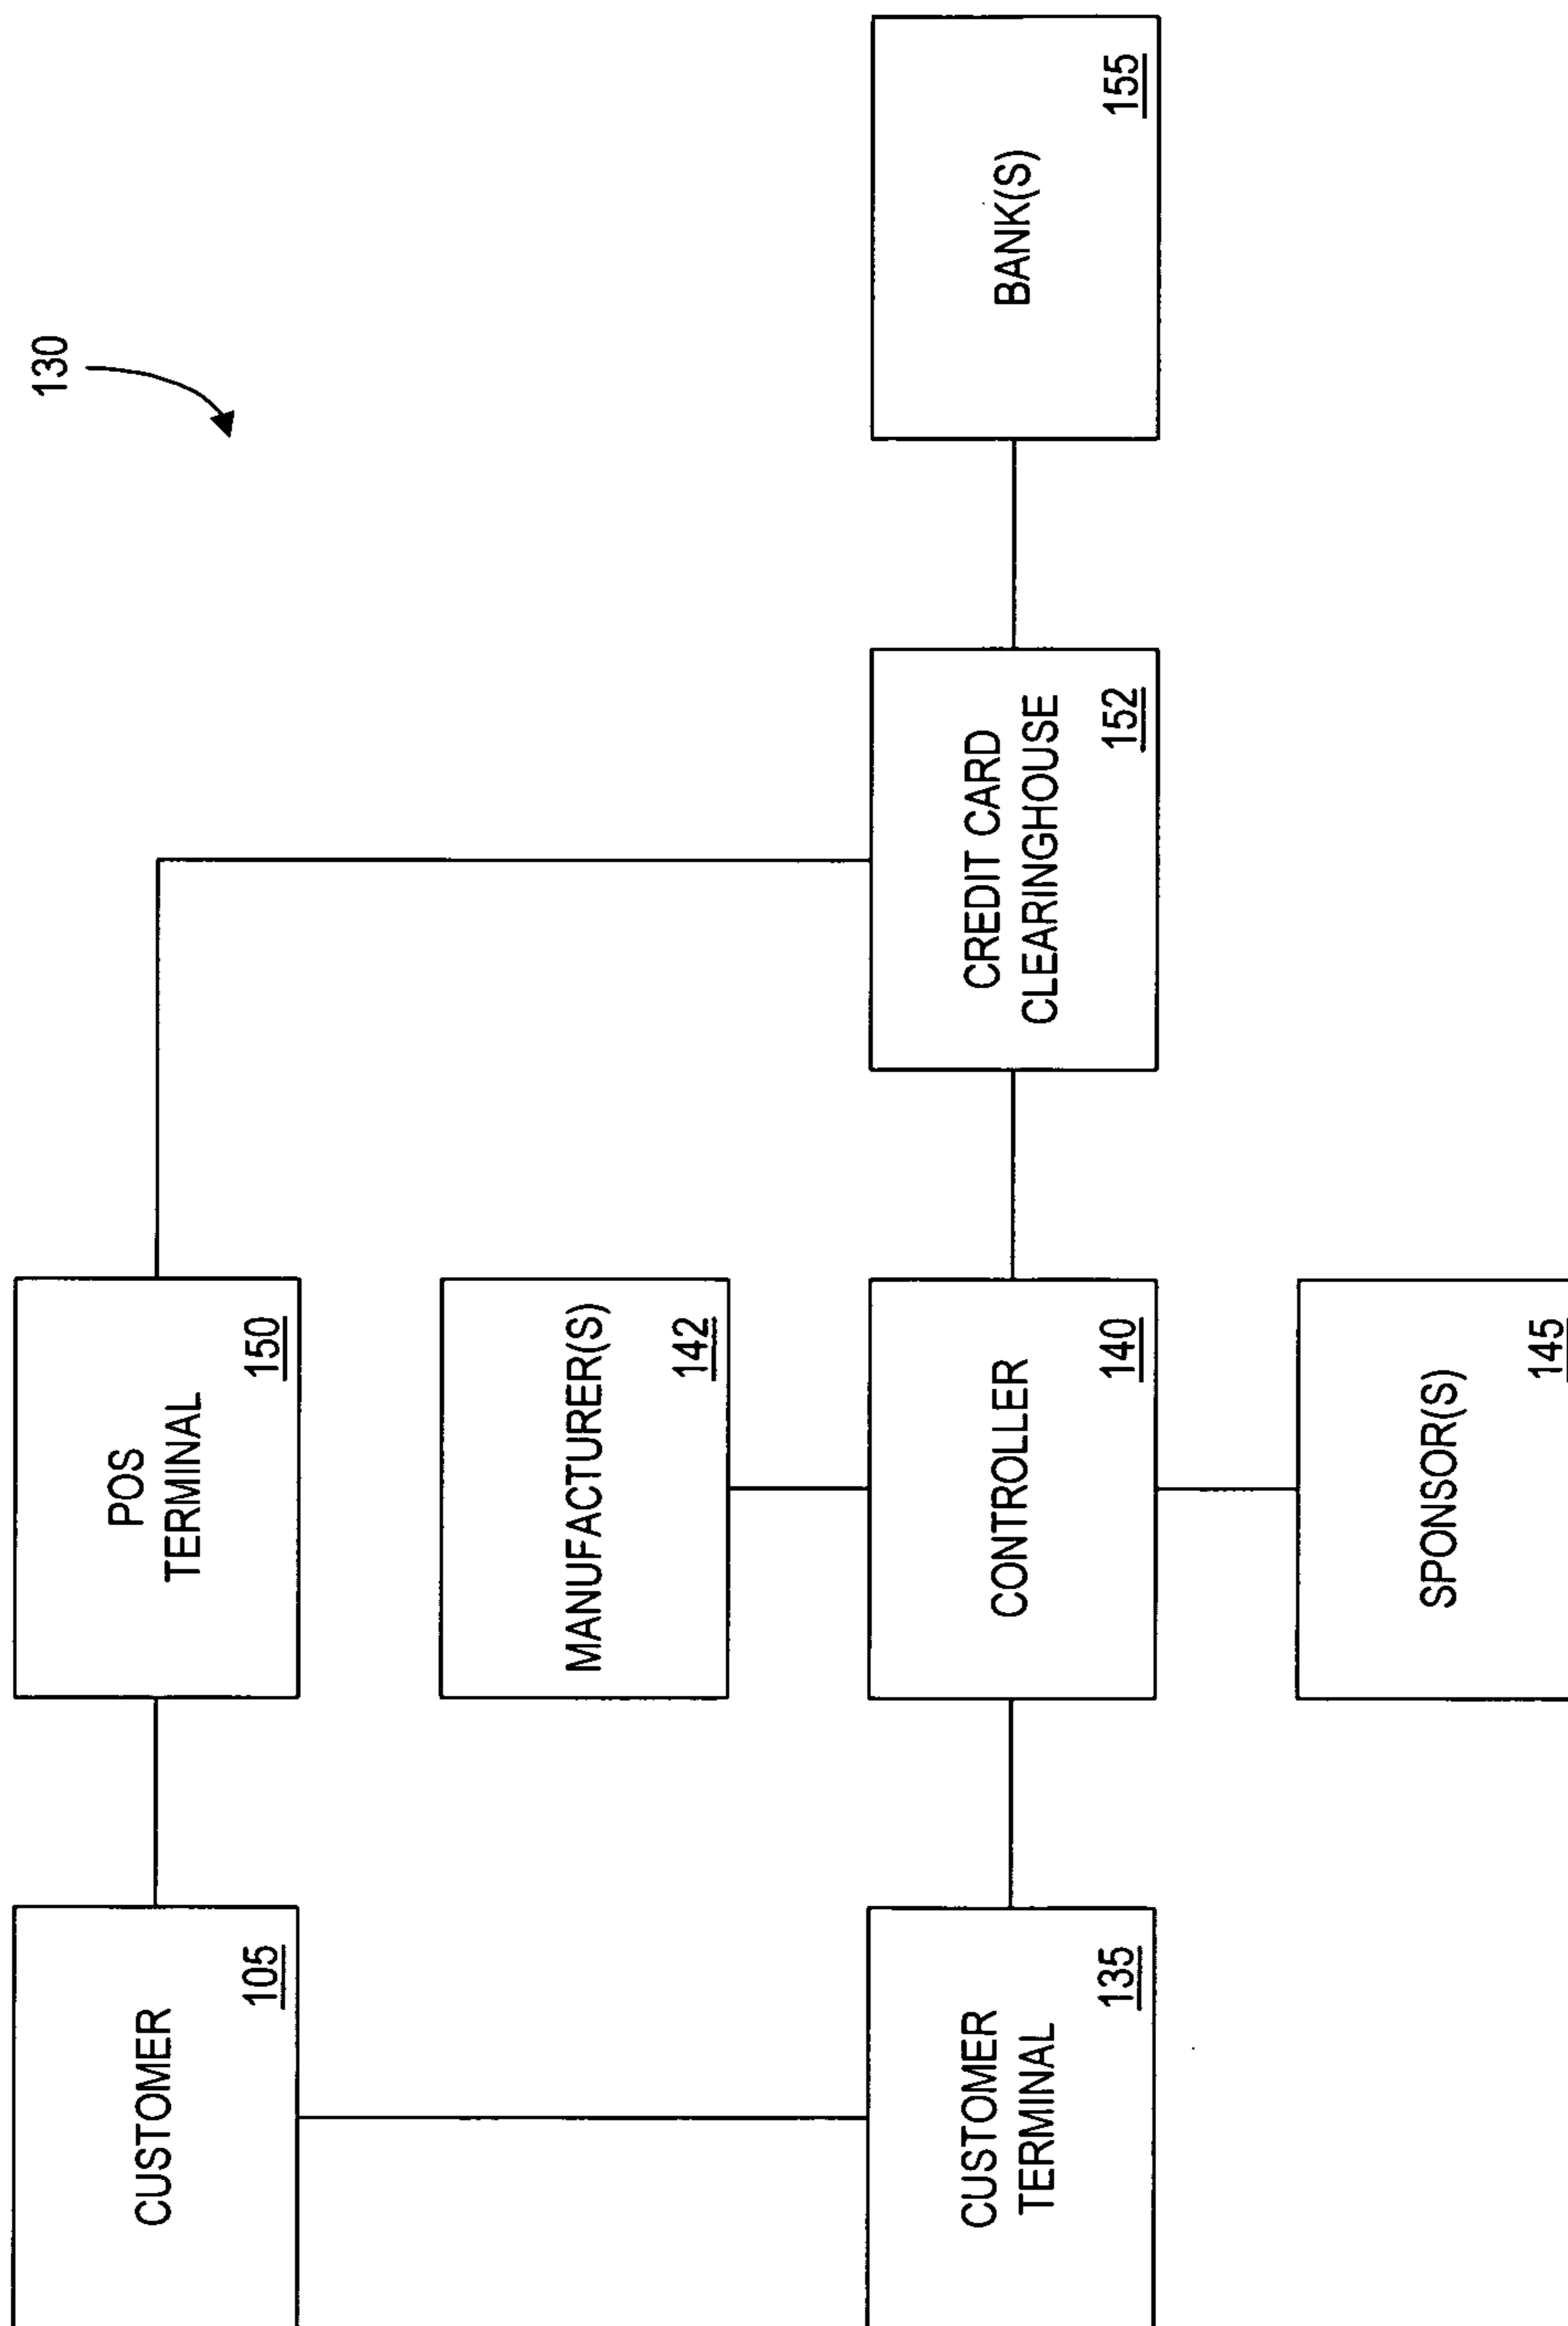 130
CUSTOMER
105
POS
TERMINAL
150
MANUFACTURER(S)
142
CUSTOMER
TERMINAL
135
CONTROLLER
140
CREDIT CARD
CLEARINGHOUSE
152
BANK(S)
155
SPONSOR(S)
145